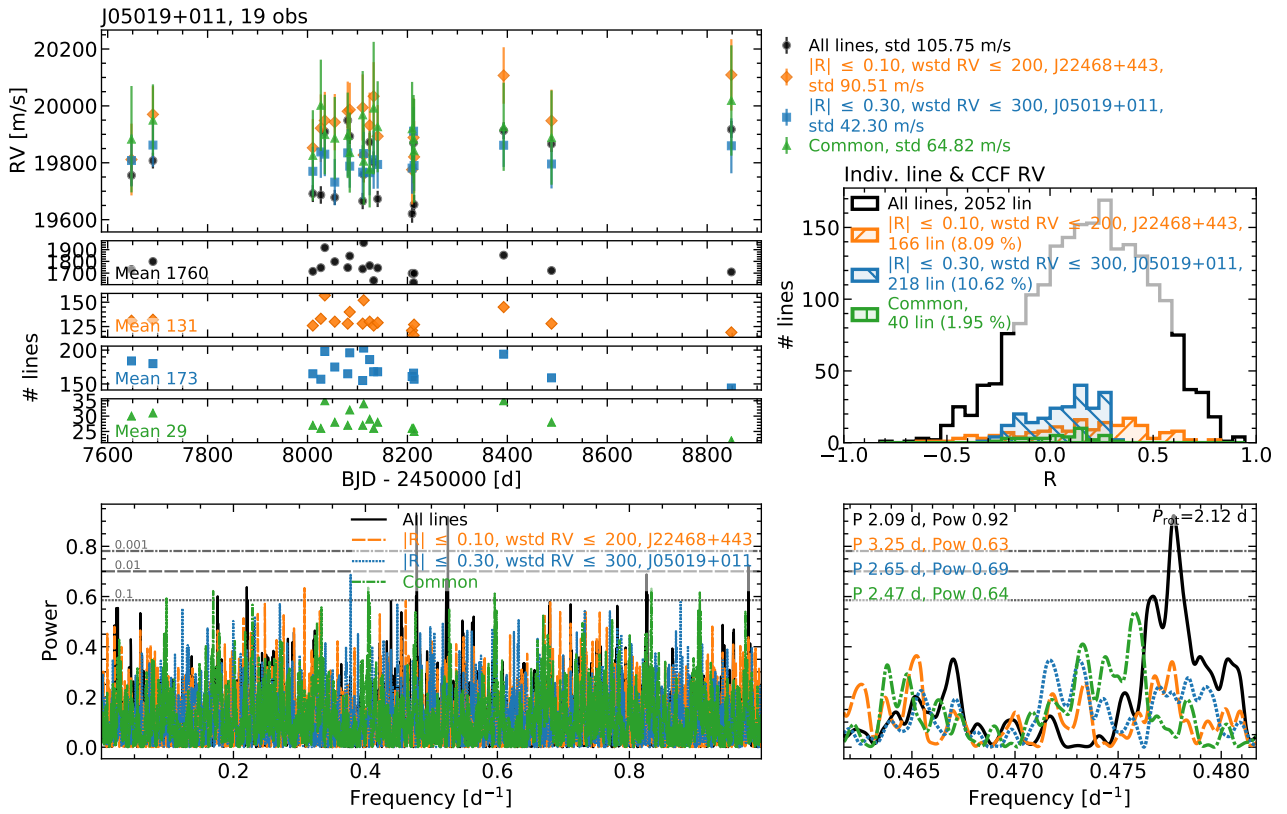 J05019+011, 19 obs
20200
20000
19800
19600
RV [m/s]
All lines, std 105.75 m/s
|R| ≤ 0.10, wstd RV ≤ 200, J22468+443,
std 90.51 m/s
|R| ≤ 0.30, wstd RV ≤ 300, J05019+011,
std 42.30 m/s
Common, std 64.82 m/s
1900
1800
1700
Mean 1760
150
125
Mean 131
200
150
Mean 173
35
30
25
Mean 29
# lines
7600 7800 8000 8200 8400 8600 8800
BJD - 2450000 [d]
Indiv. line & CCF RV
All lines, 2052 lin
|R| ≤ 0.10, wstd RV ≤ 200, J22468+443,
166 lin (8.09 %)
|R| ≤ 0.30, wstd RV ≤ 300, J05019+011,
218 lin (10.62 %)
Common,
40 lin (1.95 %)
150
100
50
0
# lines
−1.0 −0.5 0.0 0.5 1.0
R
All lines
|R| ≤ 0.10, wstd RV ≤ 200, J22468+443
|R| ≤ 0.30, wstd RV ≤ 300, J05019+011
Common
0.001
0.01
0.1
0.8
0.6
0.4
0.2
0.0
Power
0.2 0.4 0.6 0.8
Frequency [d⁻¹]
P 2.09 d, Pow 0.92
P_rot=2.12 d
P 3.25 d, Pow 0.63
P 2.65 d, Pow 0.69
P 2.47 d, Pow 0.64
0.465 0.470 0.475 0.480
Frequency [d⁻¹]